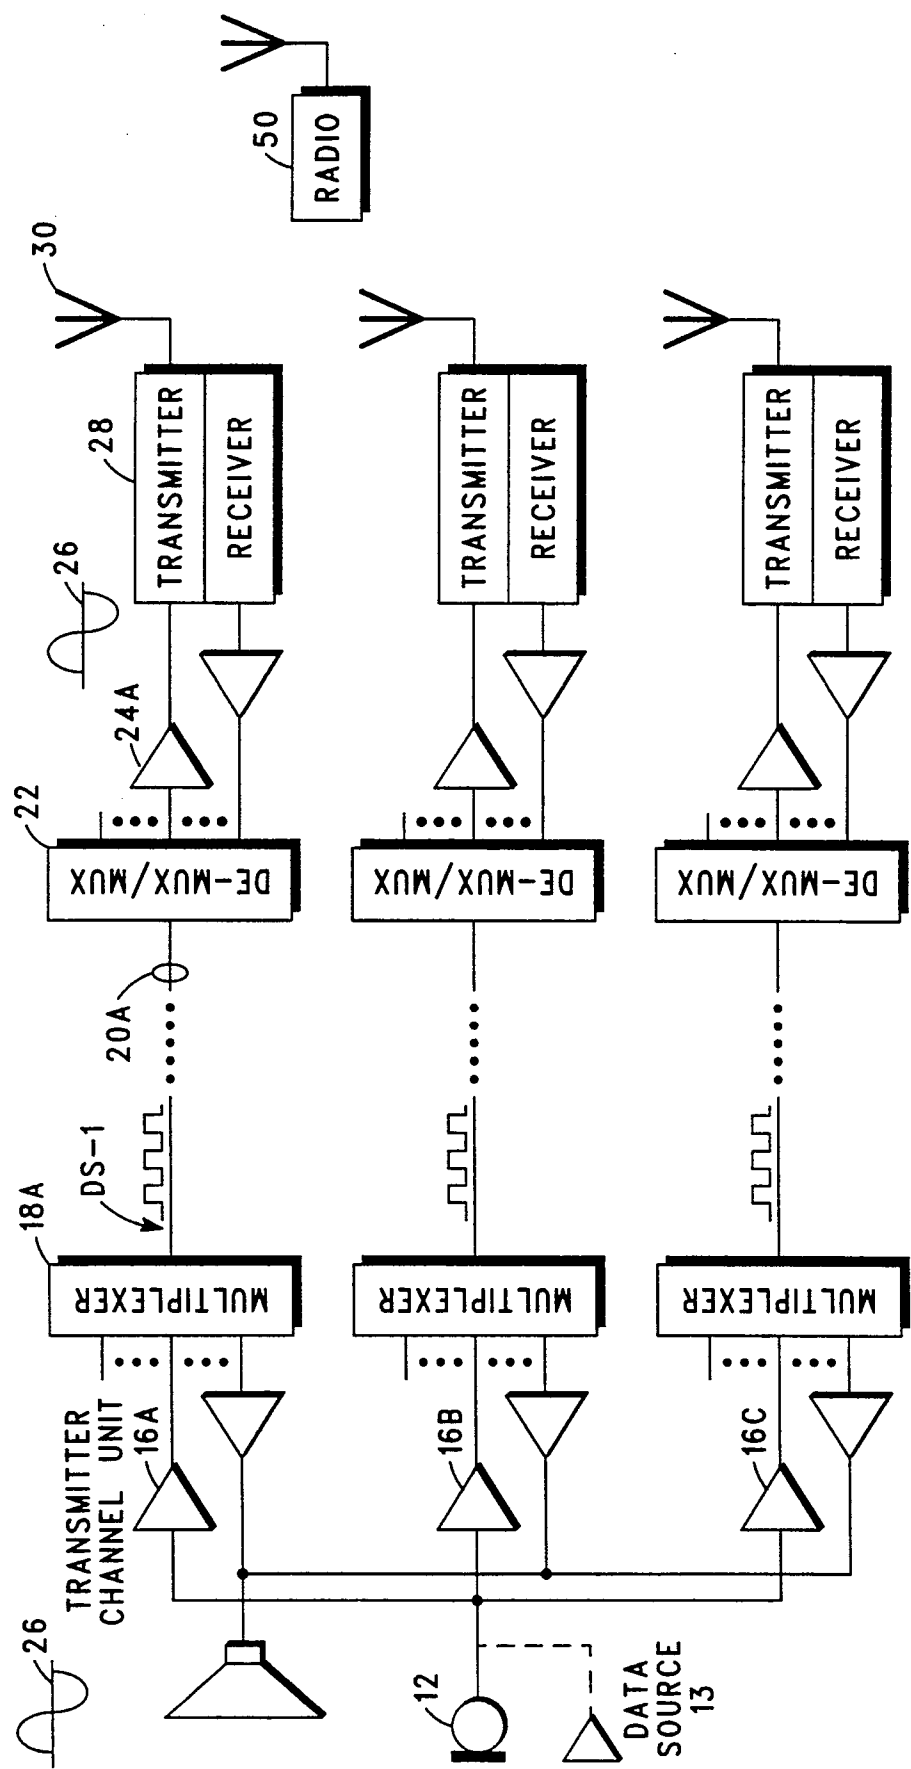 26
TRANSMITTER
CHANNEL UNIT
16A
18A
DS-1
20A
22
24A
26
28
30
50
RADIO
MULTIPLEXER
DE-MUX/MUX
TRANSMITTER
RECEIVER
12
16B
MULTIPLEXER
DE-MUX/MUX
TRANSMITTER
RECEIVER
DATA
SOURCE
13
16C
MULTIPLEXER
DE-MUX/MUX
TRANSMITTER
RECEIVER